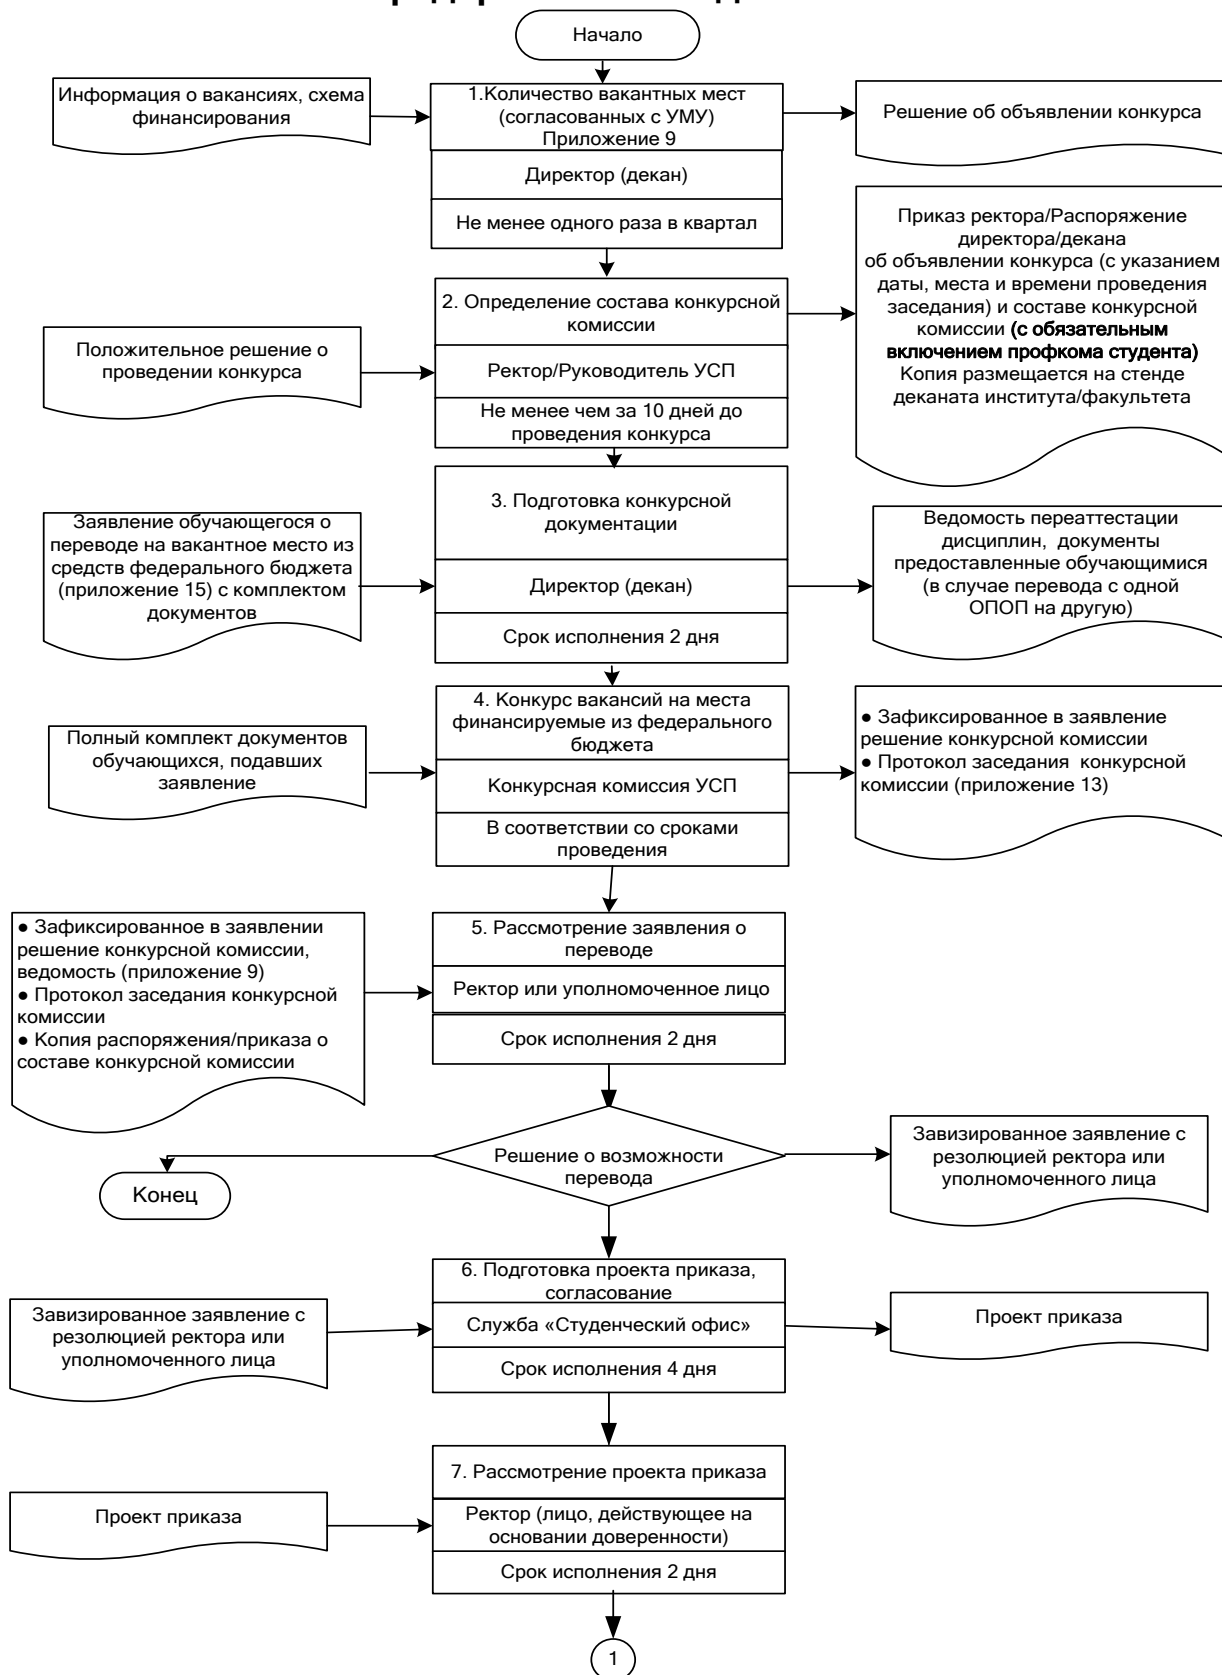 Начало
Информация о вакансиях, схема
финансирования
1.Количество вакантных мест
(согласованных с УМУ)
Приложение 9
Директор (декан)
Не менее одного раза в квартал
Решение об объявлении конкурса
2. Определение состава конкурсной
комиссии
Ректор/Руководитель УСП
Не менее чем за 10 дней до
проведения конкурса
Положительное решение о
проведении конкурса
Приказ ректора/Распоряжение
директора/декана
об объявлении конкурса (с указанием
даты, места и времени проведения
заседания) и составе конкурсной
комиссии (с обязательным
включением профкома студента)
Копия размещается на стенде
деканата института/факультета
3. Подготовка конкурсной
документации
Директор (декан)
Срок исполнения 2 дня
Заявление обучающегося о
переводе на вакантное место из
средств федерального бюджета
(приложение 15) с комплектом
документов
Ведомость переаттестации
дисциплин, документы
предоставленные обучающимися
(в случае перевода с одной
ОПОП на другую)
4. Конкурс вакансий на места
финансируемые из федерального
бюджета
Конкурсная комиссия УСП
В соответствии со сроками
проведения
Полный комплект документов
обучающихся, подавших
заявление
● Зафиксированное в заявление
решение конкурсной комиссии
● Протокол заседания конкурсной
комиссии (приложение 13)
5. Рассмотрение заявления о
переводе
Ректор или уполномоченное лицо
Срок исполнения 2 дня
● Зафиксированное в заявлении
решение конкурсной комиссии,
ведомость (приложение 9)
● Протокол заседания конкурсной
комиссии
● Копия распоряжения/приказа о
составе конкурсной комиссии
Решение о возможности
перевода
Конец
Завизированное заявление с
резолюцией ректора или
уполномоченного лица
6. Подготовка проекта приказа,
согласование
Служба «Студенческий офис»
Срок исполнения 4 дня
Завизированное заявление с
резолюцией ректора или
уполномоченного лица
Проект приказа
7. Рассмотрение проекта приказа
Ректор (лицо, действующее на
основании доверенности)
Срок исполнения 2 дня
Проект приказа
1